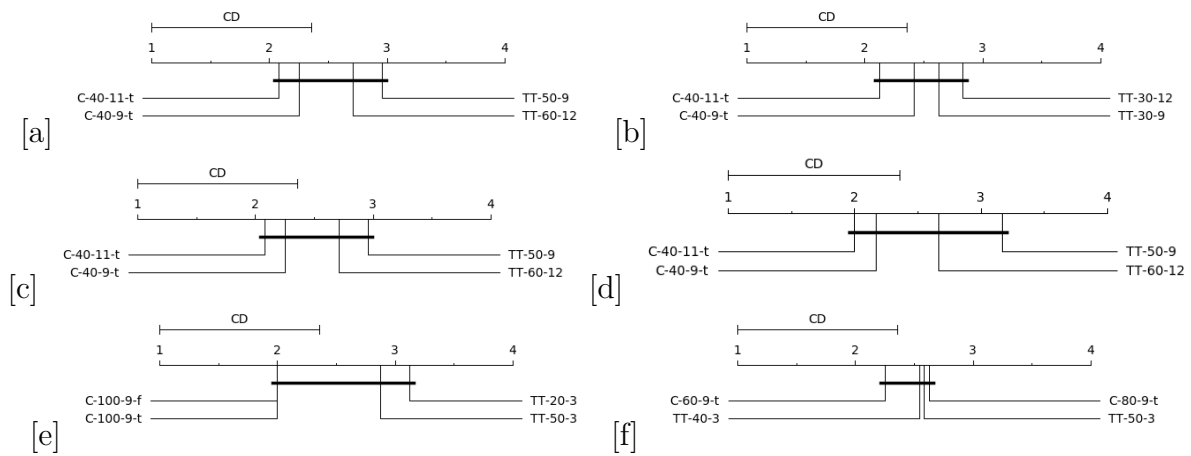 CD
1 2 3 4
C-40-11-t TT-50-9
C-40-9-t TT-60-12
[a]
CD
1 2 3 4
C-40-11-t TT-30-12
C-40-9-t TT-30-9
[b]
CD
1 2 3 4
C-40-11-t TT-50-9
C-40-9-t TT-60-12
[c]
CD
1 2 3 4
C-40-11-t TT-50-9
C-40-9-t TT-60-12
[d]
CD
1 2 3 4
C-100-9-f TT-20-3
C-100-9-t TT-50-3
[e]
CD
1 2 3 4
C-60-9-t C-80-9-t
TT-40-3 TT-50-3
[f]